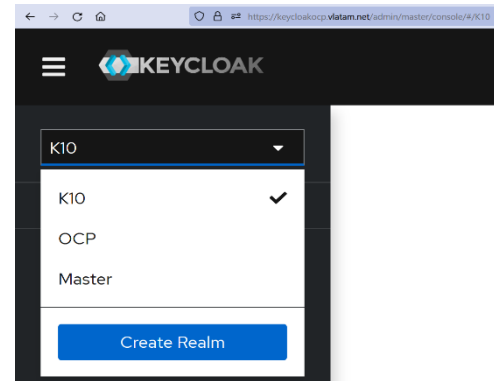 https://keycloakocp.vlatam.net/admin/master/console/#/K10
KEYCLOAK
K10
K10
OCP
Master
Create Realm